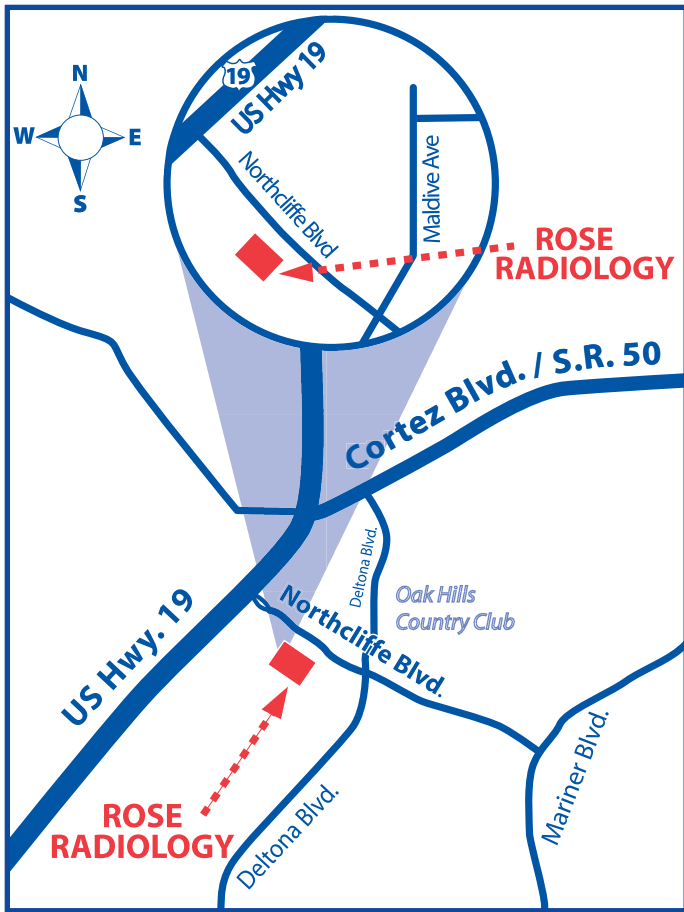 19
US Hwy 19
N
W
E
S
Northcliffe Blvd
Maldive Ave
ROSE
RADIOLOGY
Cortez Blvd. / S.R. 50
Deltona Blvd.
Oak Hills
Country Club
Northcliffe Blvd.
US Hwy. 19
Mariner Blvd.
Deltona Blvd.
ROSE
RADIOLOGY